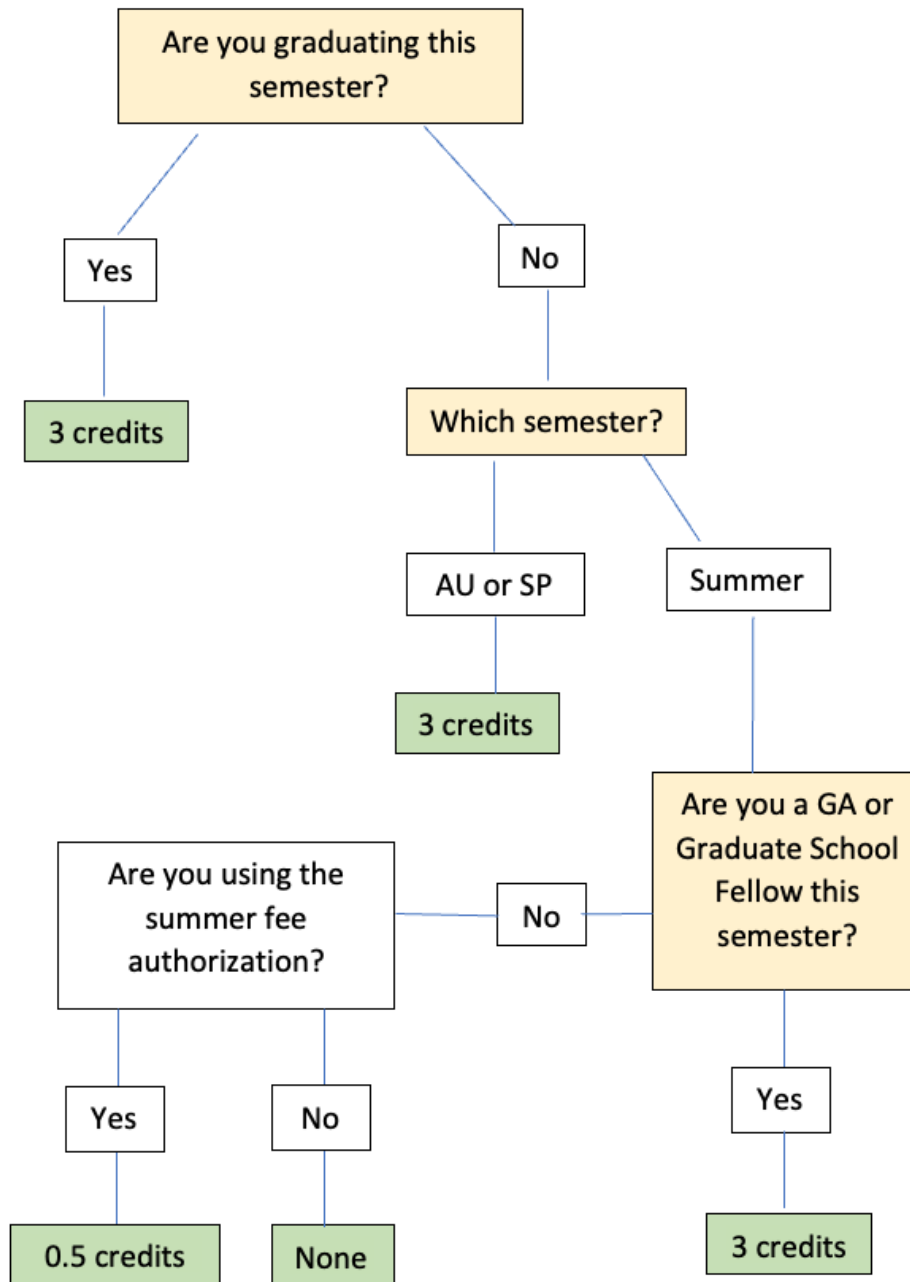 Are you graduating this
semester?
Yes
No
3 credits
Which semester?
AU or SP
Summer
3 credits
Are you a GA or
Graduate School
Fellow this
semester?
No
Are you using the
summer fee
authorization?
Yes
No
Yes
0.5 credits
None
3 credits